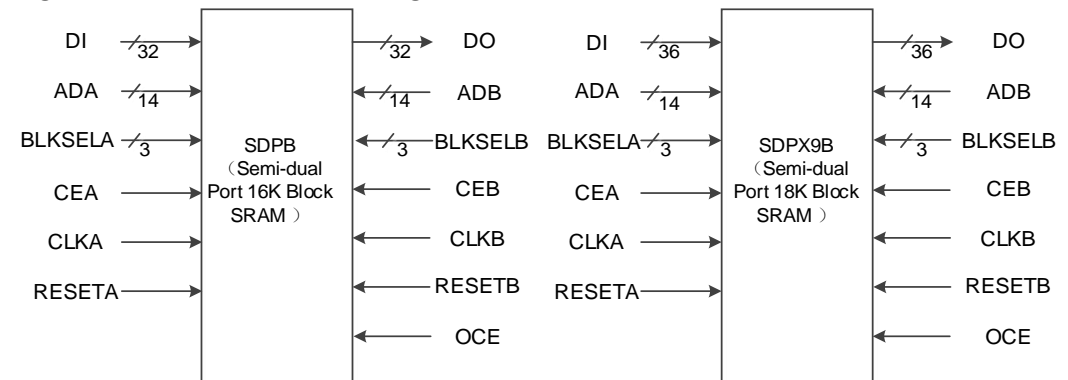 DI
32
ADA
14
BLKSELA
3
CEA
CLKA
RESETA
SDPB
（Semi-dual
Port 16K Block
SRAM ）
DO
32
ADB
14
BLKSELB
3
CEB
CLKB
RESETB
OCE
DI
36
ADA
14
BLKSELA
3
CEA
CLKA
RESETA
SDPX9B
（Semi-dual
Port 18K Block
SRAM ）
DO
36
ADB
14
BLKSELB
3
CEB
CLKB
RESETB
OCE